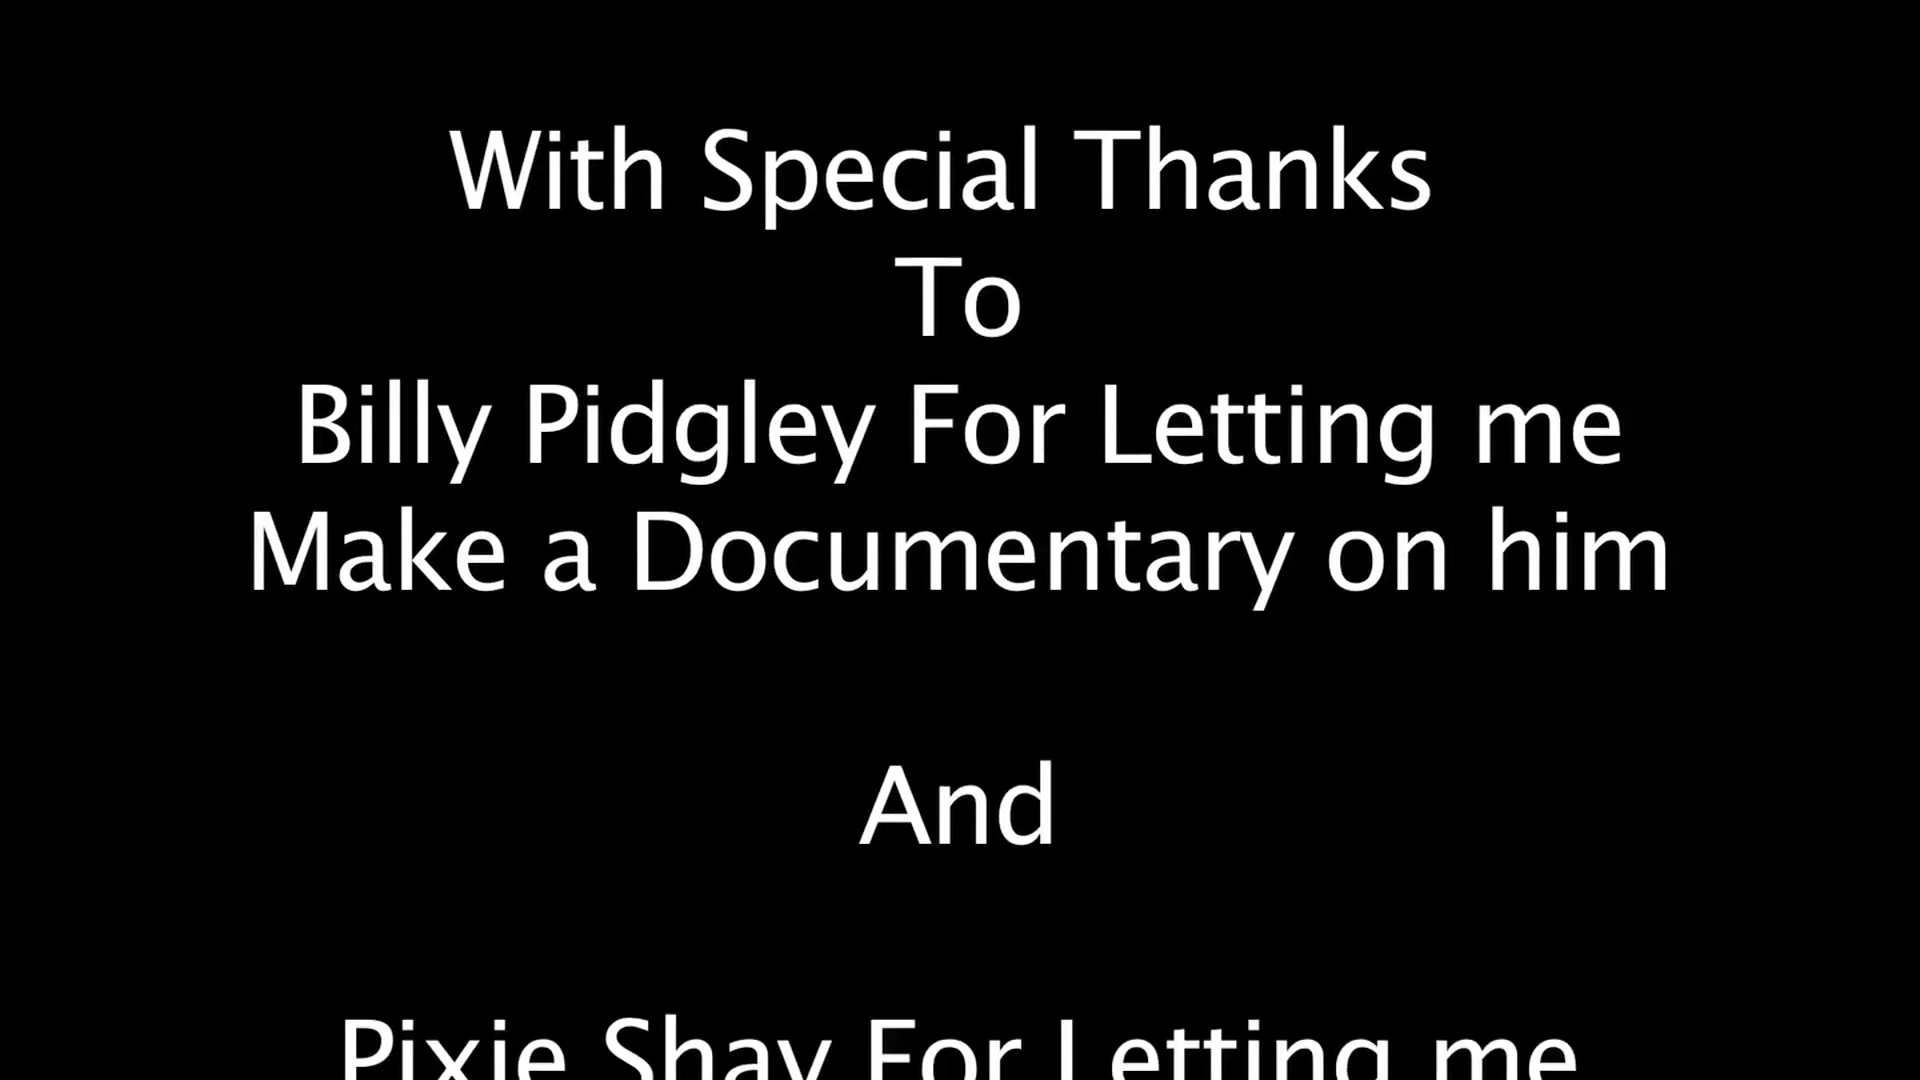 With Special Thanks
To
Billy Pidgley For Letting me
Make a Documentary on him
And
Pixie Shay For Letting me